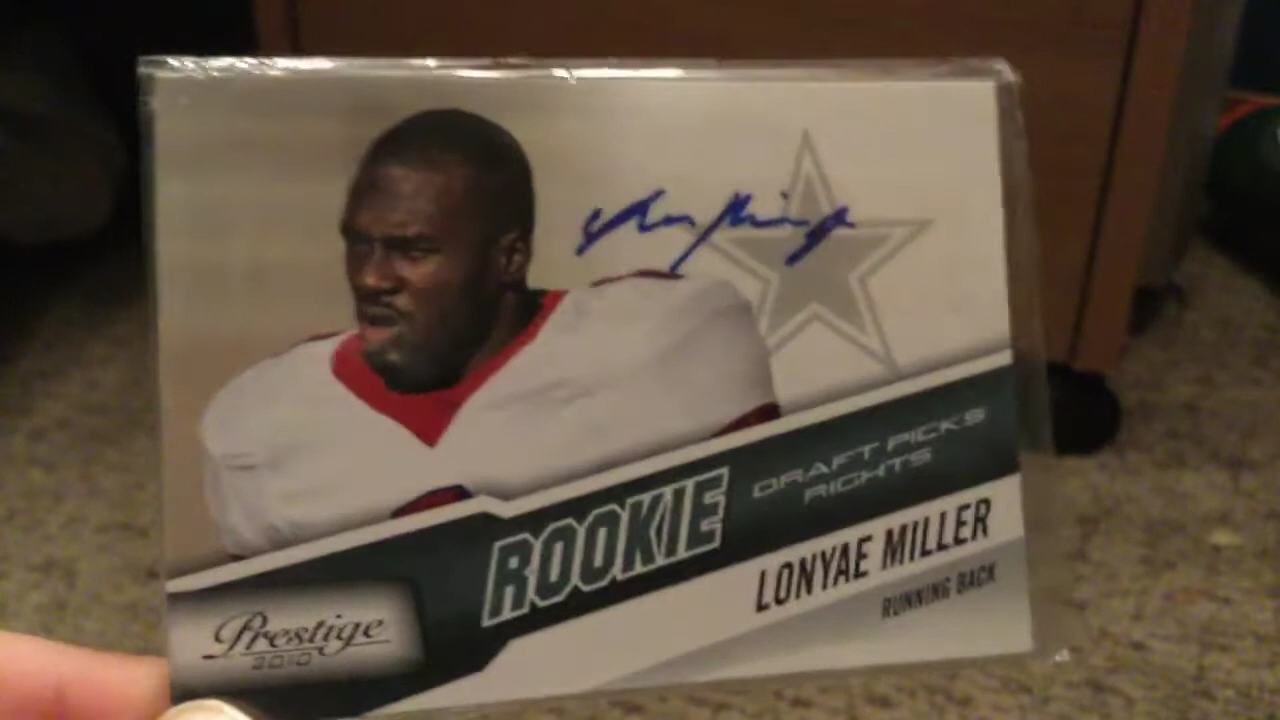 ROOKIE
DRAFT PICKS
RIGHTS
LONYAE MILLER
RUNNING BACK
Prestige
2010